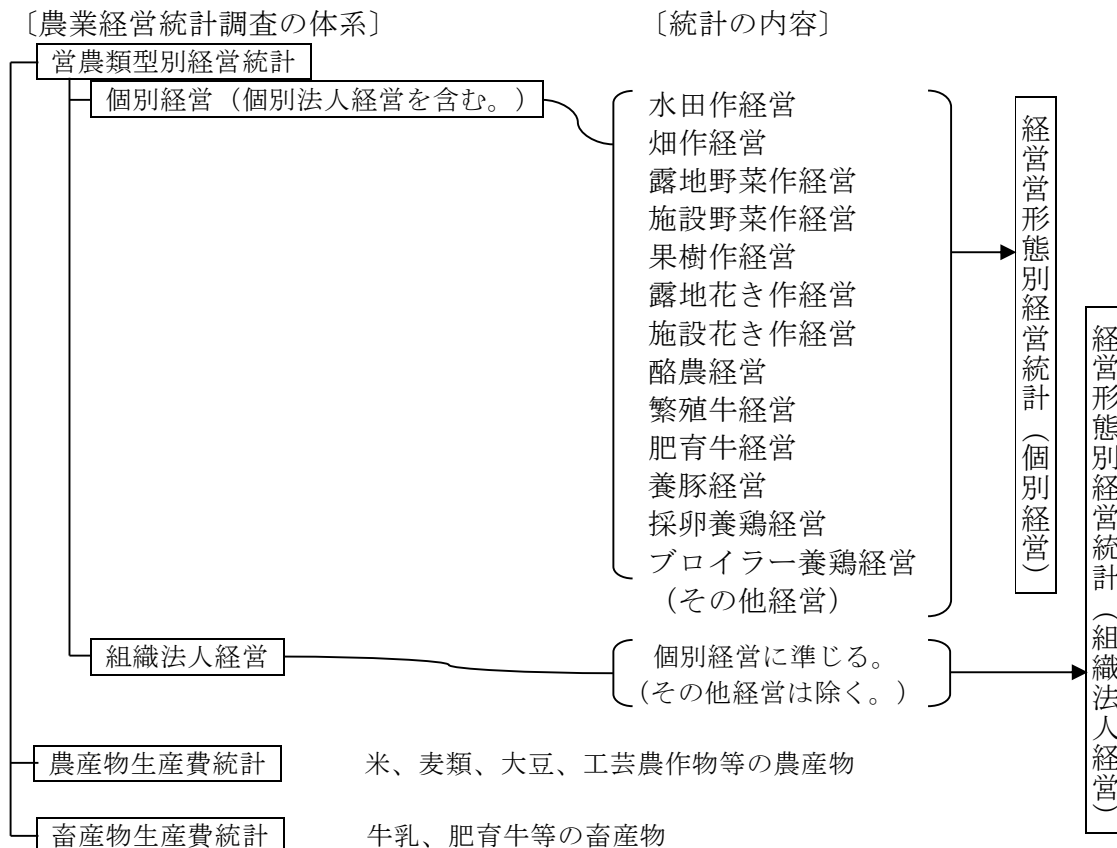 〔農業経営統計調査の体系〕
〔統計の内容〕
営農類型別経営統計
個別経営（個別法人経営を含む。）
水田作経営
畑作経営
露地野菜作経営
施設野菜作経営
果樹作経営
露地花き作経営
施設花き作経営
酪農経営
繁殖牛経営
肥育牛経営
養豚経営
採卵養鶏経営
ブロイラー養鶏経営
（その他経営）
経営営形態別経営統計（個別経営）
組織法人経営
個別経営に準じる。
（その他経営は除く。）
経営形態別経営統計（組織法人経営）
農産物生産費統計
米、麦類、大豆、工芸農作物等の農産物
畜産物生産費統計
牛乳、肥育牛等の畜産物